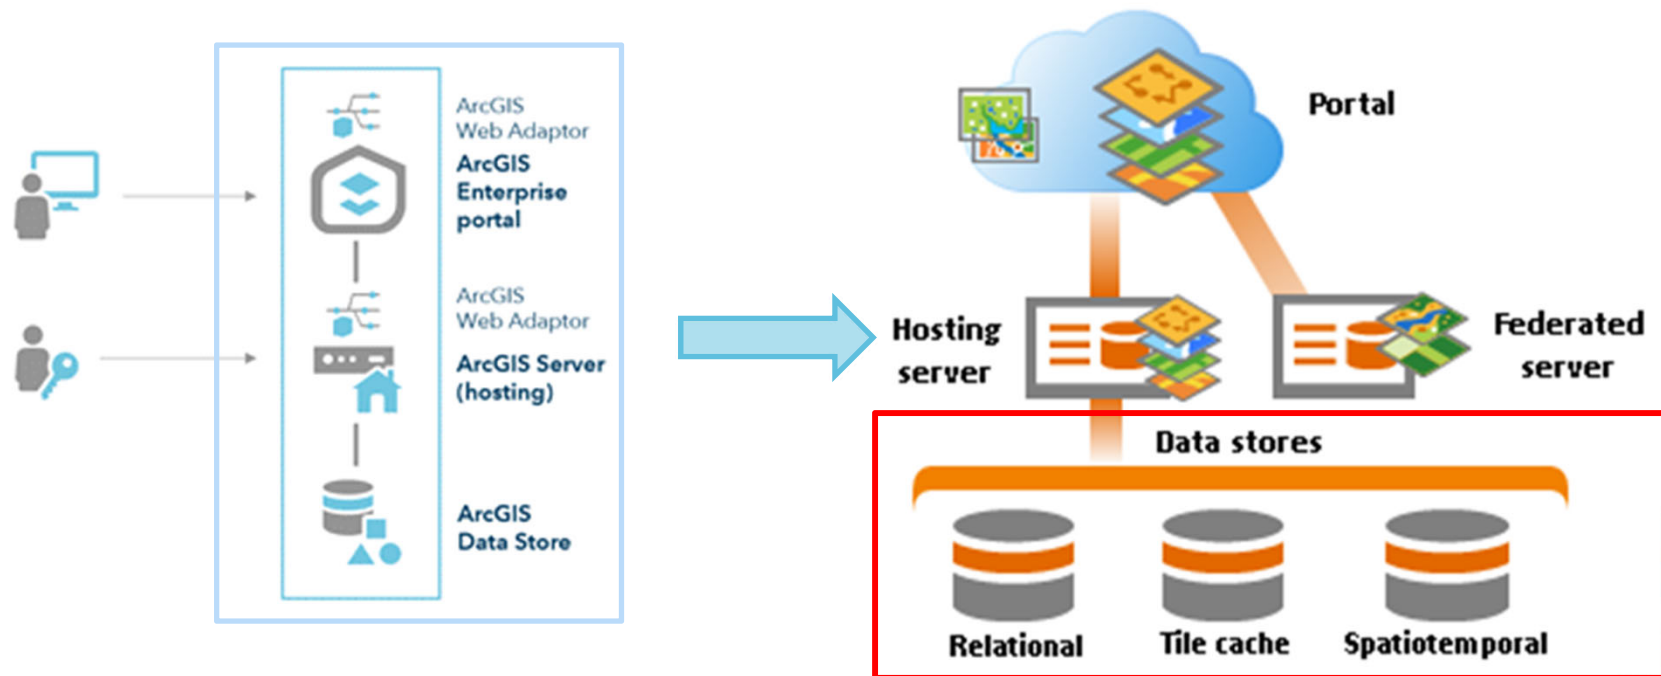 ArcGIS
Web Adaptor
ArcGIS
Enterprise
portal
ArcGIS
Web Adaptor
ArcGIS Server
(hosting)
ArcGIS
Data Store
Portal
Hosting
server
Federated
server
Data stores
Relational
Tile cache
Spatiotemporal